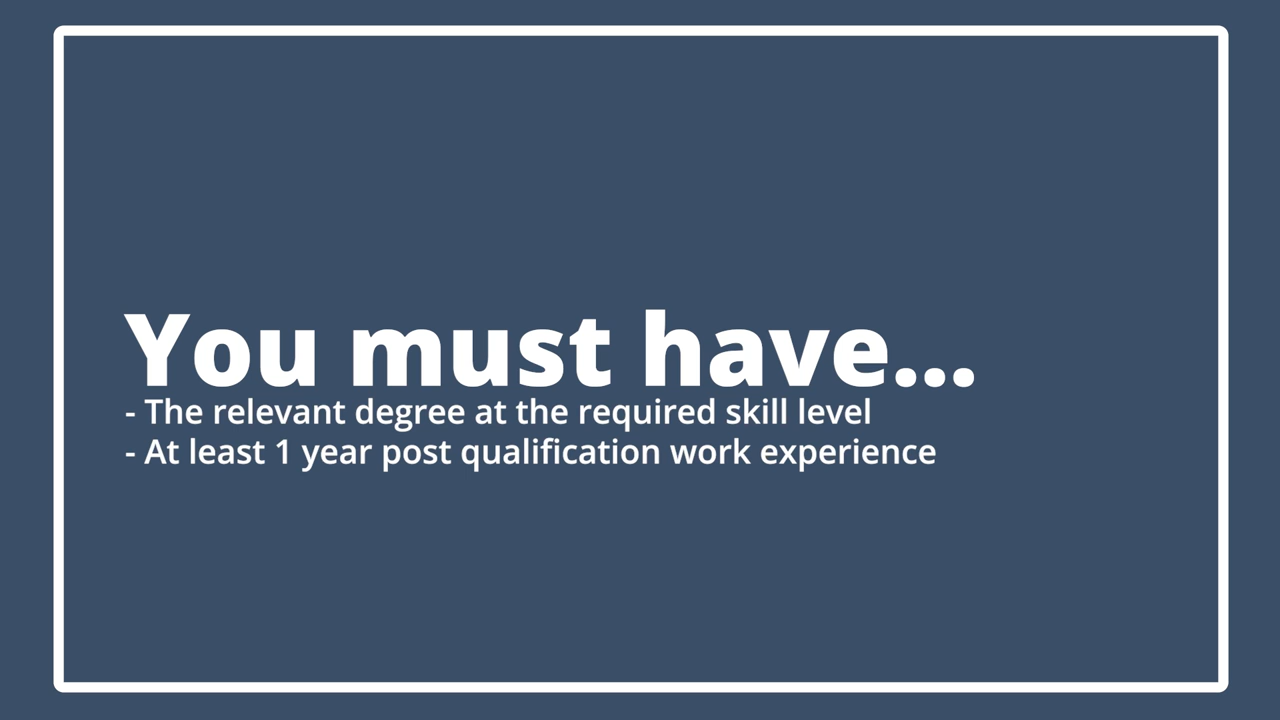 You must have...
- The relevant degree at the required skill level
- At least 1 year post qualification work experience